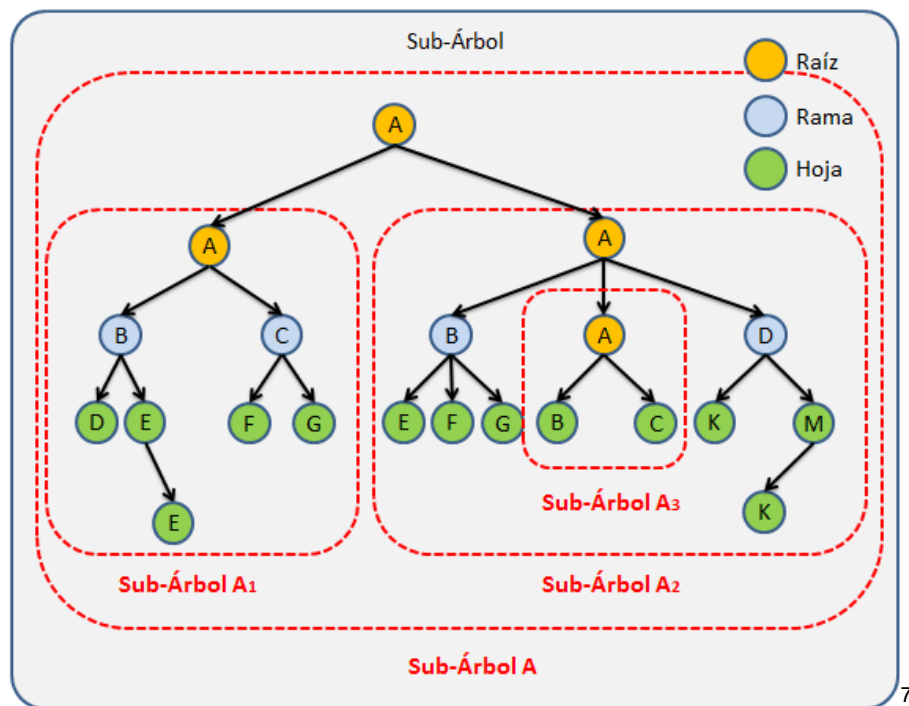 Sub-Árbol
Raíz
Rama
Hoja
A
A
A
B
C
B
A
D
D
E
F
G
E
F
G
B
C
K
M
E
K
Sub-Árbol A3
Sub-Árbol A1
Sub-Árbol A2
Sub-Árbol A
7